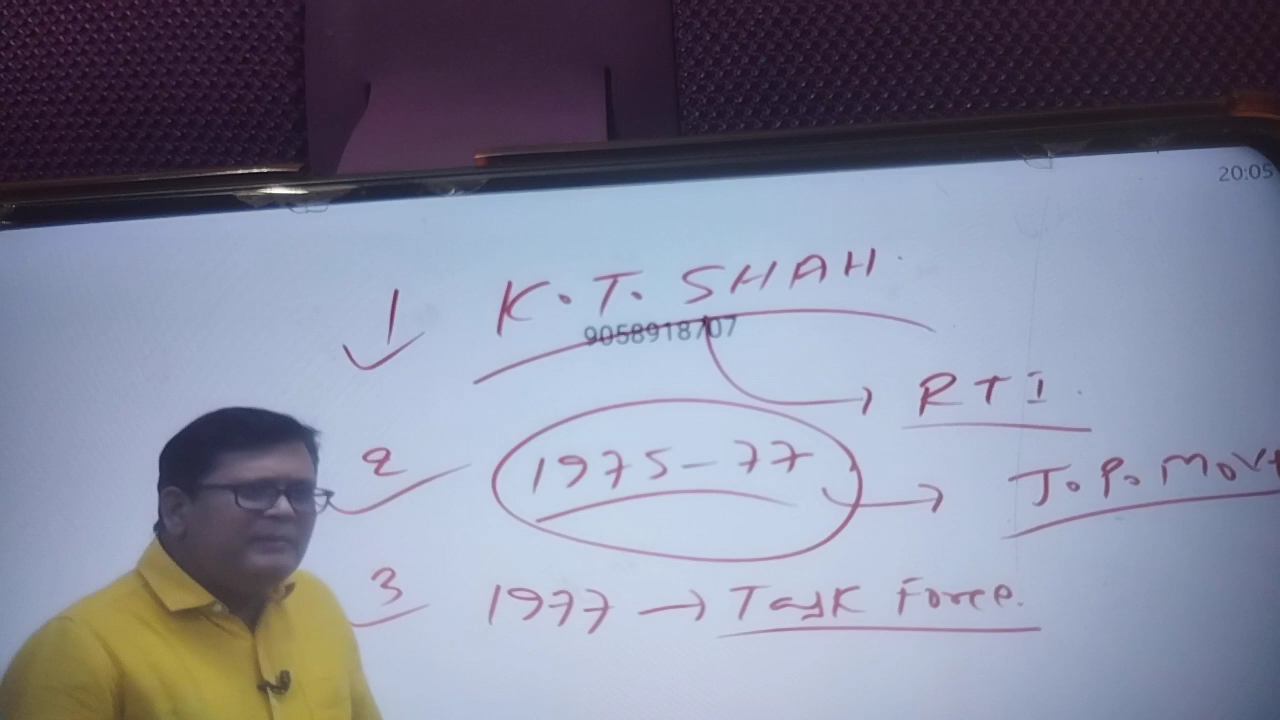 20:05
1 K.T. SHAH.
9058918707
→ RTI.
2 1975-77 → J.P. MOV
3 1977 → Task Force.